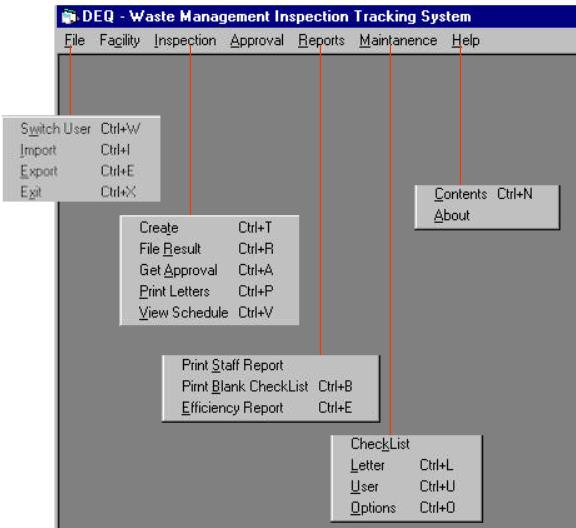 DEQ - Waste Management Inspection Tracking System
File Facility Inspection Approval Reports Maintanence Help
Switch User Ctrl+W
Import Ctrl+I
Export Ctrl+E
Exit Ctrl+X
Contents Ctrl+N
About
Create Ctrl+T
File Result Ctrl+R
Get Approval Ctrl+A
Print Letters Ctrl+P
View Schedule Ctrl+V
Print Staff Report
Pirnt Blank CheckList Ctrl+B
Efficiency Report Ctrl+E
CheckList
Letter Ctrl+L
User Ctrl+U
Options Ctrl+O